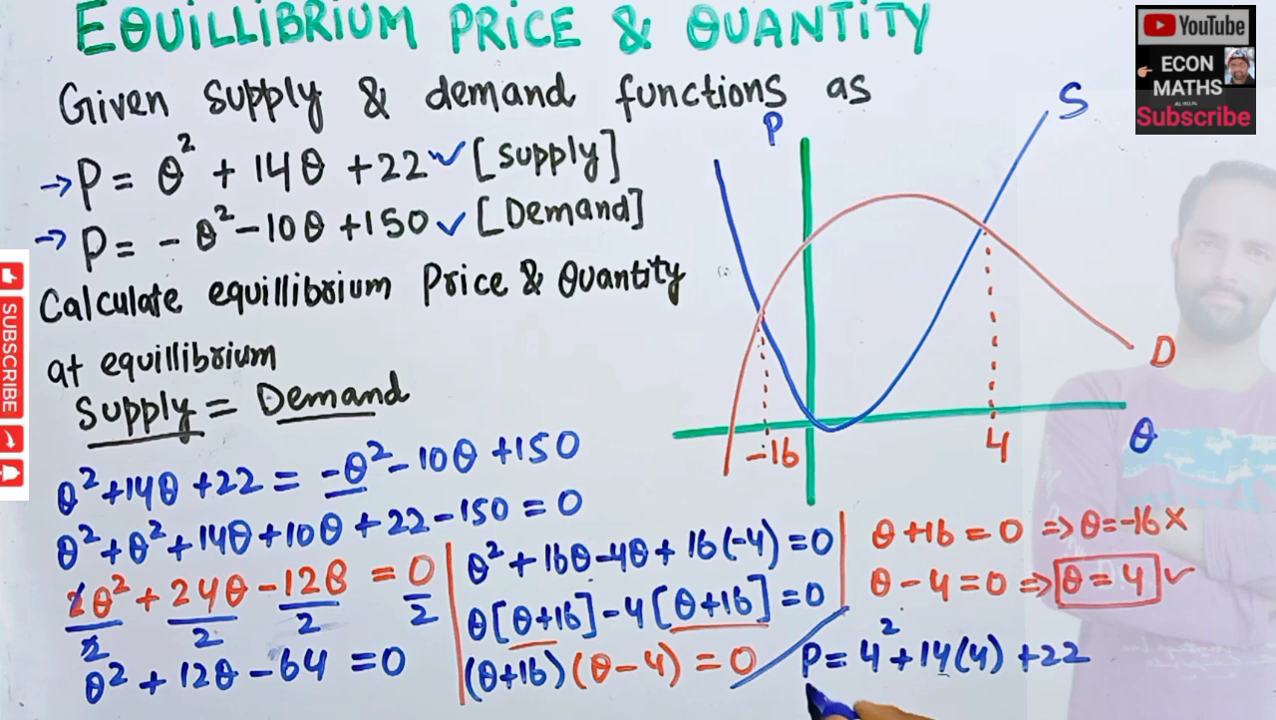 EQUILLIBRIUM PRICE & QUANTITY
Given supply & demand functions as
→ P = Q² + 14Q + 22 ✓ [supply]
→ P = - Q² - 10Q + 150 ✓ [Demand]
Calculate equillibrium Price & Quantity
at equillibrium
Supply = Demand
Q² + 14Q + 22 = -Q² - 10Q + 150
Q² + Q² + 14Q + 10Q + 22 - 150 = 0
2Q²/2 + 24Q/2 - 128/2 = 0/2
Q² + 12Q - 64 = 0
Q² + 16Q - 4Q + 16(-4) = 0
Q[Q+16] - 4[Q+16] = 0
(Q+16)(Q-4) = 0
Q + 16 = 0 ⇒ Q = -16 ×
Q - 4 = 0 ⇒ Q = 4 ✓
P = 4² + 14(4) + 22
P
S
D
Q
-16
4
YouTube
ECON
MATHS
Subscribe
SUBSCRIBE